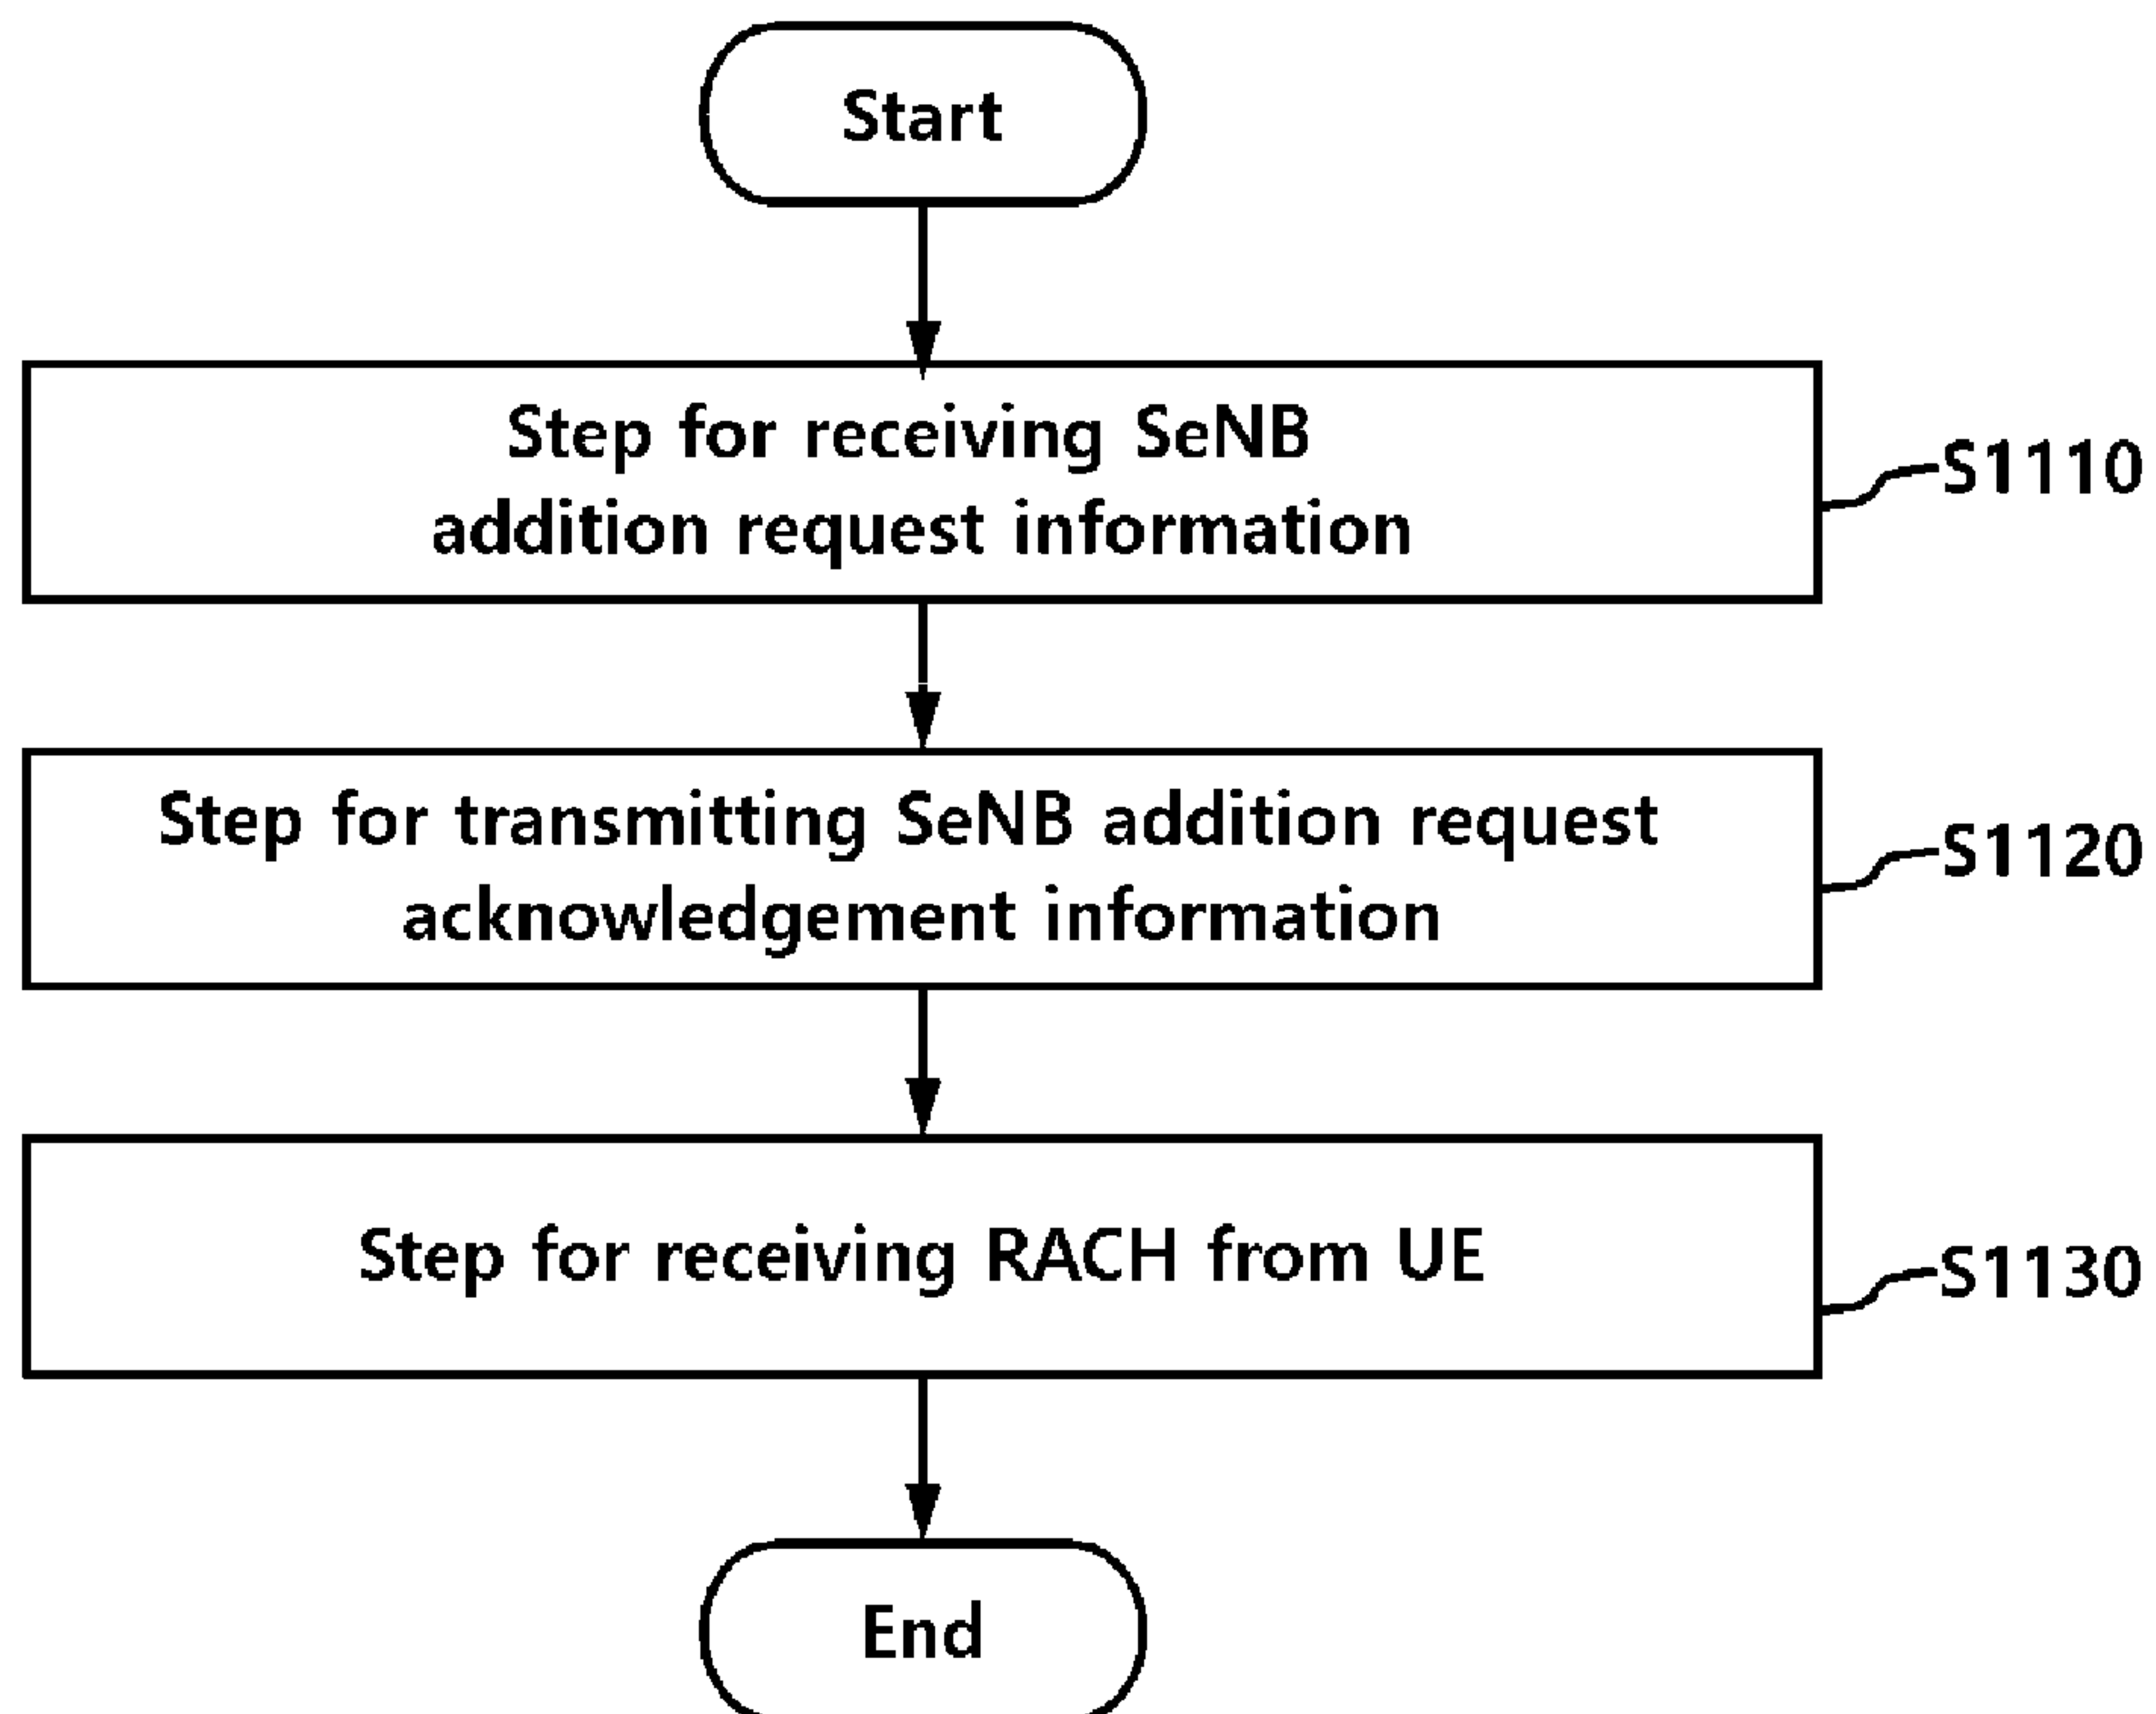 Start
Step for receiving SeNB
addition request information
S1110
Step for transmitting SeNB addition request
acknowledgement information
S1120
Step for receiving RACH from UE
S1130
End